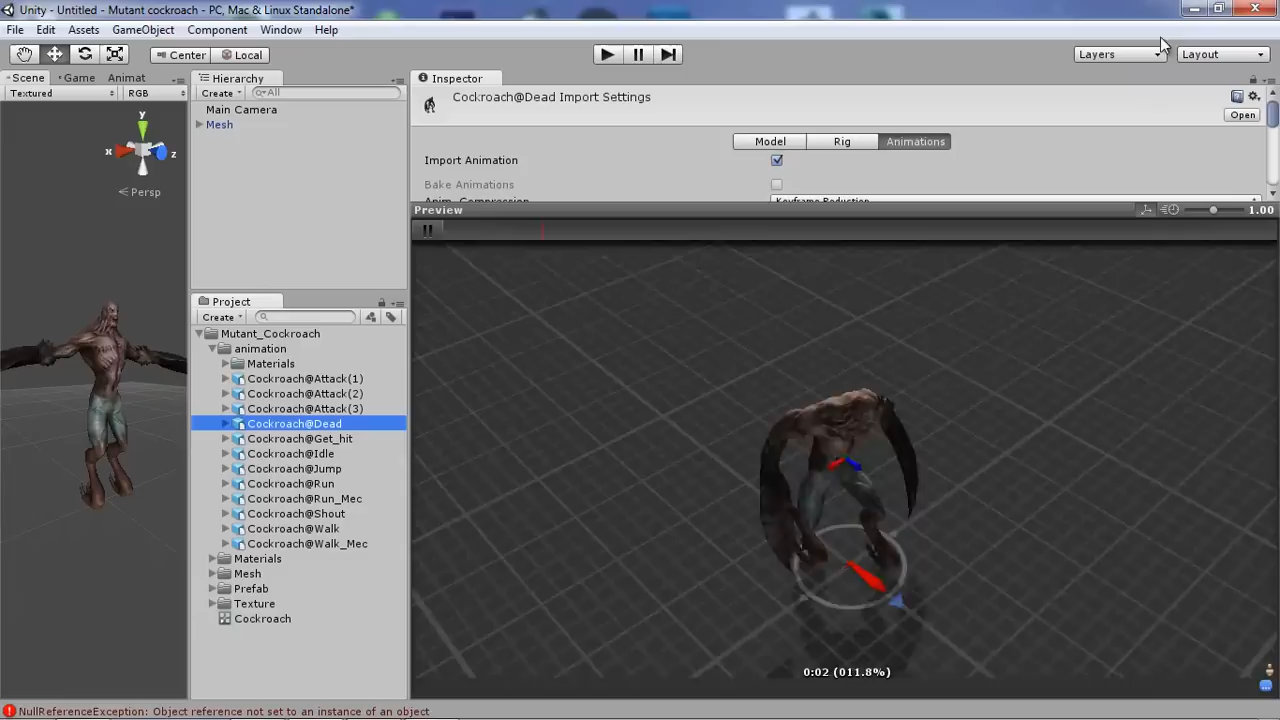 Unity - Untitled - Mutant cockroach - PC, Mac & Linux Standalone*
File Edit Assets GameObject Component Window Help
Center Local Layers Layout
Scene Game Animat
Textured RGB
y
x
z
Persp
Hierarchy
Create All
Main Camera
Mesh
Project
Create
Mutant_Cockroach
animation
Materials
Cockroach@Attack(1)
Cockroach@Attack(2)
Cockroach@Attack(3)
Cockroach@Dead
Cockroach@Get_hit
Cockroach@Idle
Cockroach@Jump
Cockroach@Run
Cockroach@Run_Mec
Cockroach@Shout
Cockroach@Walk
Cockroach@Walk_Mec
Materials
Mesh
Prefab
Texture
Cockroach
Inspector
Cockroach@Dead Import Settings
Open
Model Rig Animations
Import Animation
Bake Animations
Anim. Compression Keyframe Reduction
Preview 1.00
0:02 (011.8%)
NullReferenceException: Object reference not set to an instance of an object